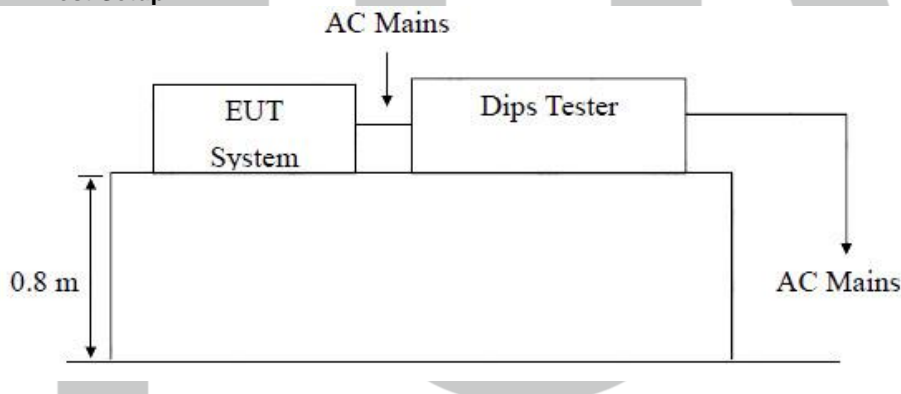 AC Mains
EUT
System
Dips Tester
0.8 m
AC Mains